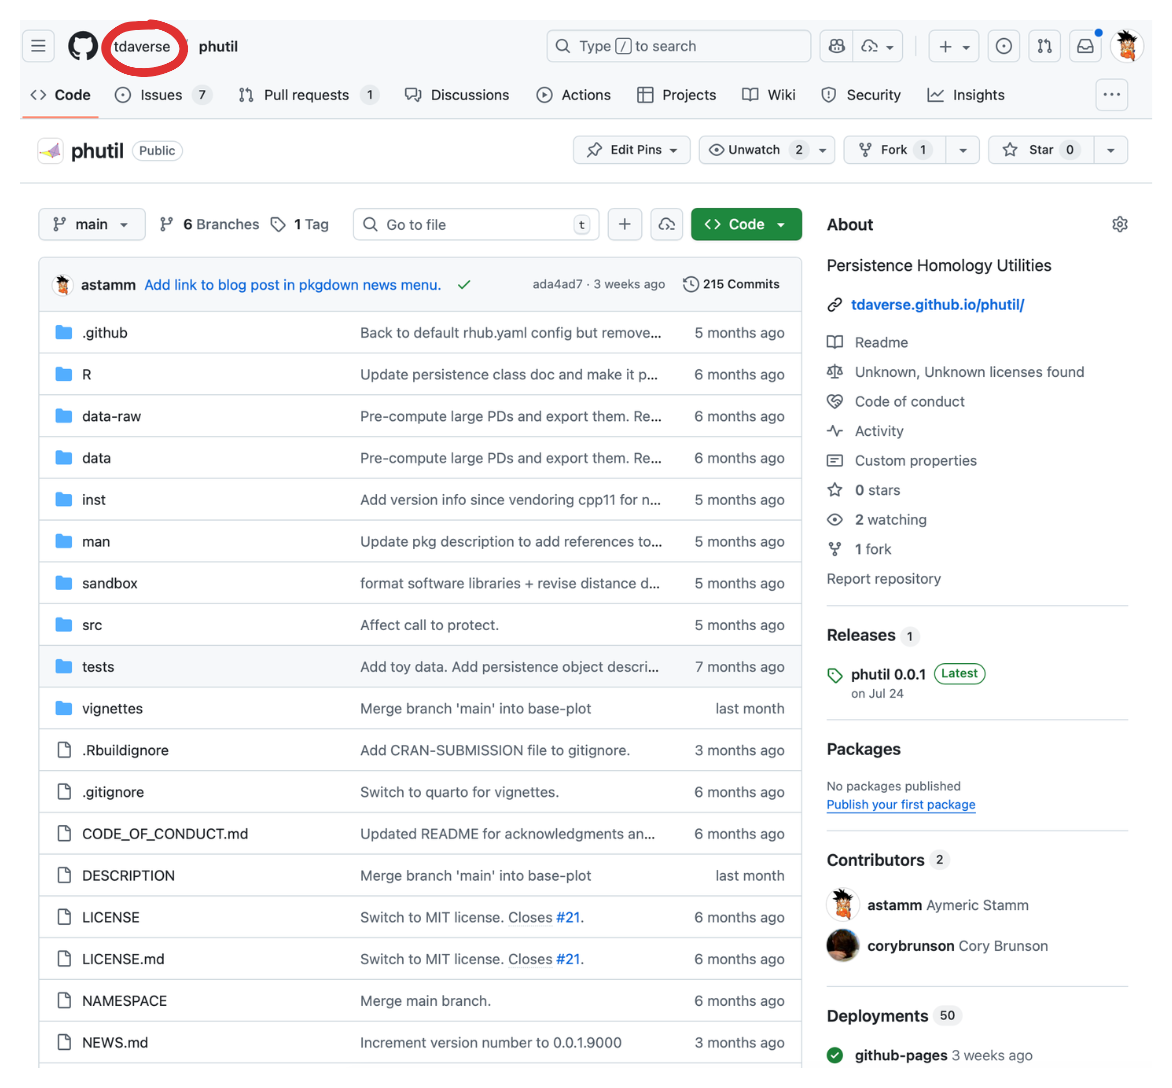 tdaverse phutil Type / to search
Code Issues 7 Pull requests 1 Discussions Actions Projects Wiki Security Insights
phutil Public Edit Pins Unwatch 2 Fork 1 Star 0
main 6 Branches 1 Tag Go to file t Code
astamm Add link to blog post in pkgdown news menu. ada4ad7 · 3 weeks ago 215 Commits
.github Back to default rhub.yaml config but remove... 5 months ago
R Update persistence class doc and make it p... 6 months ago
data-raw Pre-compute large PDs and export them. Re... 6 months ago
data Pre-compute large PDs and export them. Re... 6 months ago
inst Add version info since vendoring cpp11 for n... 5 months ago
man Update pkg description to add references to... 5 months ago
sandbox format software libraries + revise distance d... 5 months ago
src Affect call to protect. 5 months ago
tests Add toy data. Add persistence object descri... 7 months ago
vignettes Merge branch 'main' into base-plot last month
.Rbuildignore Add CRAN-SUBMISSION file to gitignore. 3 months ago
.gitignore Switch to quarto for vignettes. 6 months ago
CODE_OF_CONDUCT.md Updated README for acknowledgments an... 6 months ago
DESCRIPTION Merge branch 'main' into base-plot last month
LICENSE Switch to MIT license. Closes #21. 6 months ago
LICENSE.md Switch to MIT license. Closes #21. 6 months ago
NAMESPACE Merge main branch. 6 months ago
NEWS.md Increment version number to 0.0.1.9000 3 months ago
About
Persistence Homology Utilities
tdaverse.github.io/phutil/
Readme
Unknown, Unknown licenses found
Code of conduct
Activity
Custom properties
0 stars
2 watching
1 fork
Report repository
Releases 1
phutil 0.0.1 Latest
on Jul 24
Packages
No packages published
Publish your first package
Contributors 2
astamm Aymeric Stamm
corybrunson Cory Brunson
Deployments 50
github-pages 3 weeks ago